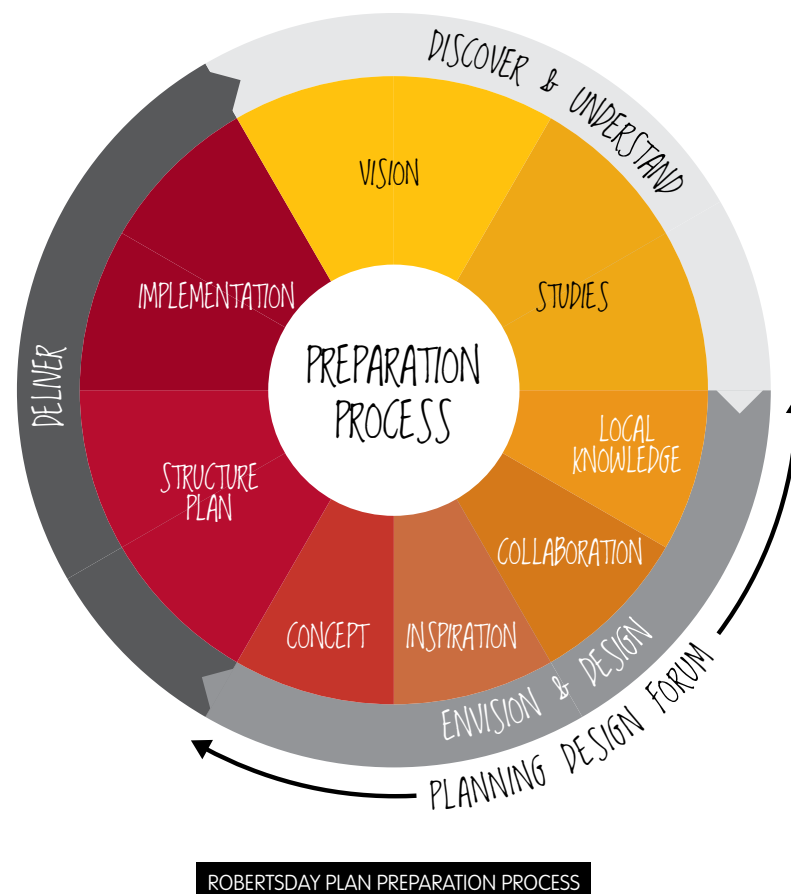 DISCOVER & UNDERSTAND
VISION
STUDIES
IMPLEMENTATION
PREPARATION
PROCESS
DELIVER
LOCAL
KNOWLEDGE
STRUCTURE
PLAN
COLLABORATION
CONCEPT
INSPIRATION
ENVISION & DESIGN
PLANNING DESIGN FORUM
ROBERTSDAY PLAN PREPARATION PROCESS